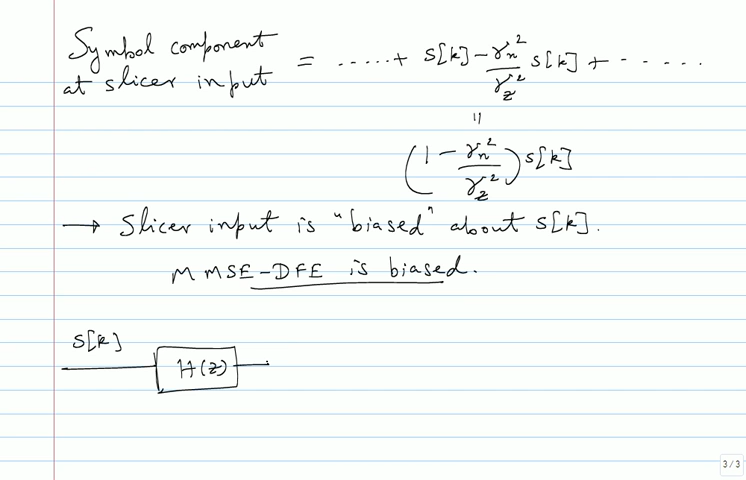 Symbol component at slicer input = .....+ s[k] - γn²/γz² s[k] + - - - - - .
=
(1 - γn²/γz²) s[k]
→ Slicer input is "biased" about s[k].
MMSE-DFE is biased.
s[k]
H(z)
3/3